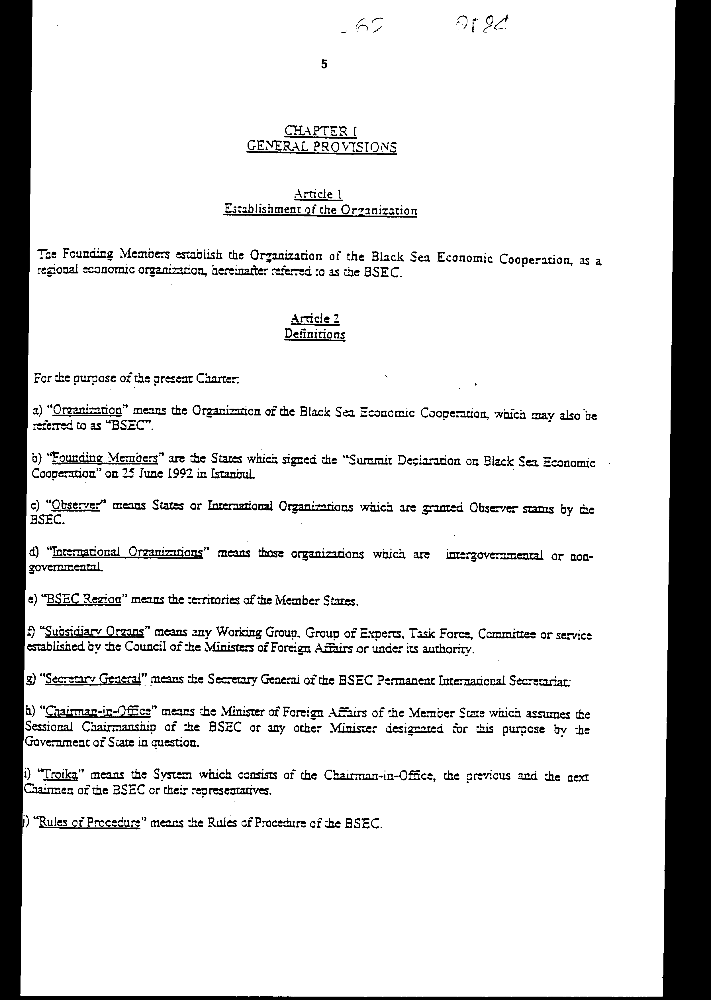 65
5
CHAPTER I
GENERAL PROVISIONS
Article 1
Establishment of the Organization
The Founding Members establish the Organization of the Black Sea Economic Cooperation, as a
regional economic organization, hereinafter referred to as the BSEC.
Article 2
Definitions
For the purpose of the present Charter:
a) “Organization” means the Organization of the Black Sea Economic Cooperation, which may also be
referred to as “BSEC”.
b) “Founding Members” are the States which signed the “Summit Declaration on Black Sea Economic
Cooperation” on 25 June 1992 in Istanbul.
c) “Observer” means States or International Organizations which are granted Observer status by the
BSEC.
d) “International Organizations” means those organizations which are intergovernmental or non-
governmental.
e) “BSEC Region” means the territories of the Member States.
f) “Subsidiary Organs” means any Working Group, Group of Experts, Task Force, Committee or service
established by the Council of the Ministers of Foreign Affairs or under its authority.
g) “Secretary General” means the Secretary General of the BSEC Permanent International Secretariat.
h) “Chairman-in-Office” means the Minister of Foreign Affairs of the Member State which assumes the
Sessional Chairmanship of the BSEC or any other Minister designated for this purpose by the
Government of State in question.
i) “Troika” means the System which consists of the Chairman-in-Office, the previous and the next
Chairmen of the BSEC or their representatives.
j) “Rules of Procedure” means the Rules of Procedure of the BSEC.